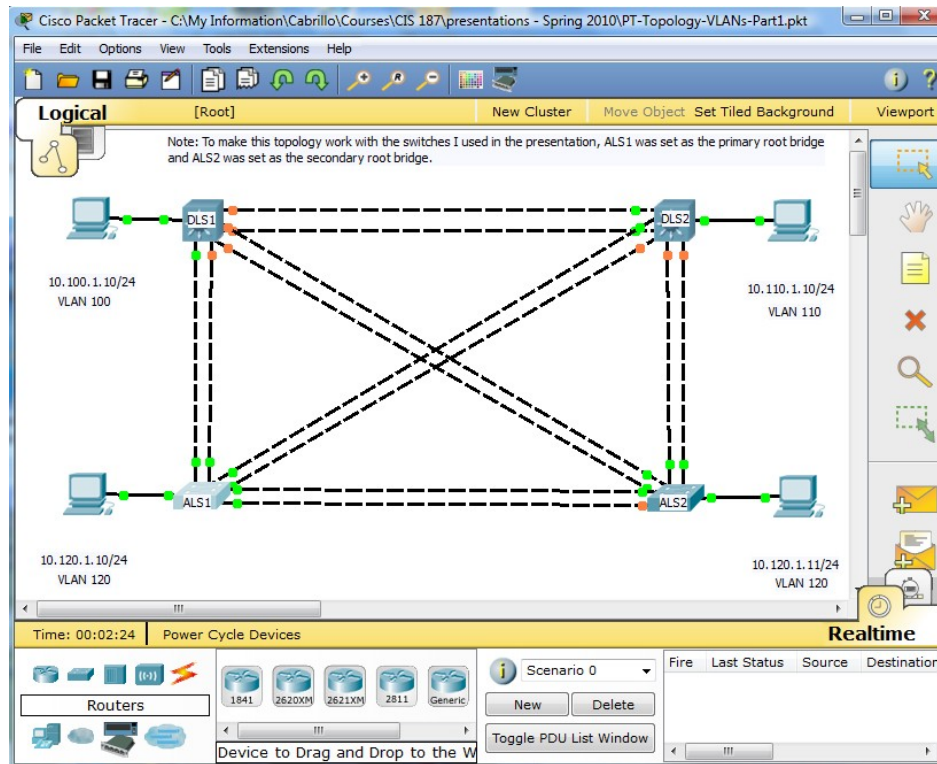 Cisco Packet Tracer - C:\My Information\Cabrillo\Courses\CIS 187\presentations - Spring 2010\PT-Topology-VLANs-Part1.pkt
File Edit Options View Tools Extensions Help
Logical [Root] New Cluster Move Object Set Tiled Background Viewport
Note: To make this topology work with the switches I used in the presentation, ALS1 was set as the primary root bridge
and ALS2 was set as the secondary root bridge.
DLS1 DLS2
10.100.1.10/24
VLAN 100
10.110.1.10/24
VLAN 110
ALS1 ALS2
10.120.1.10/24
VLAN 120
10.120.1.11/24
VLAN 120
Time: 00:02:24 Power Cycle Devices Realtime
Routers
1841 2620XM 2621XM 2811 Generic
Device to Drag and Drop to the W
Scenario 0
New Delete
Toggle PDU List Window
Fire Last Status Source Destination